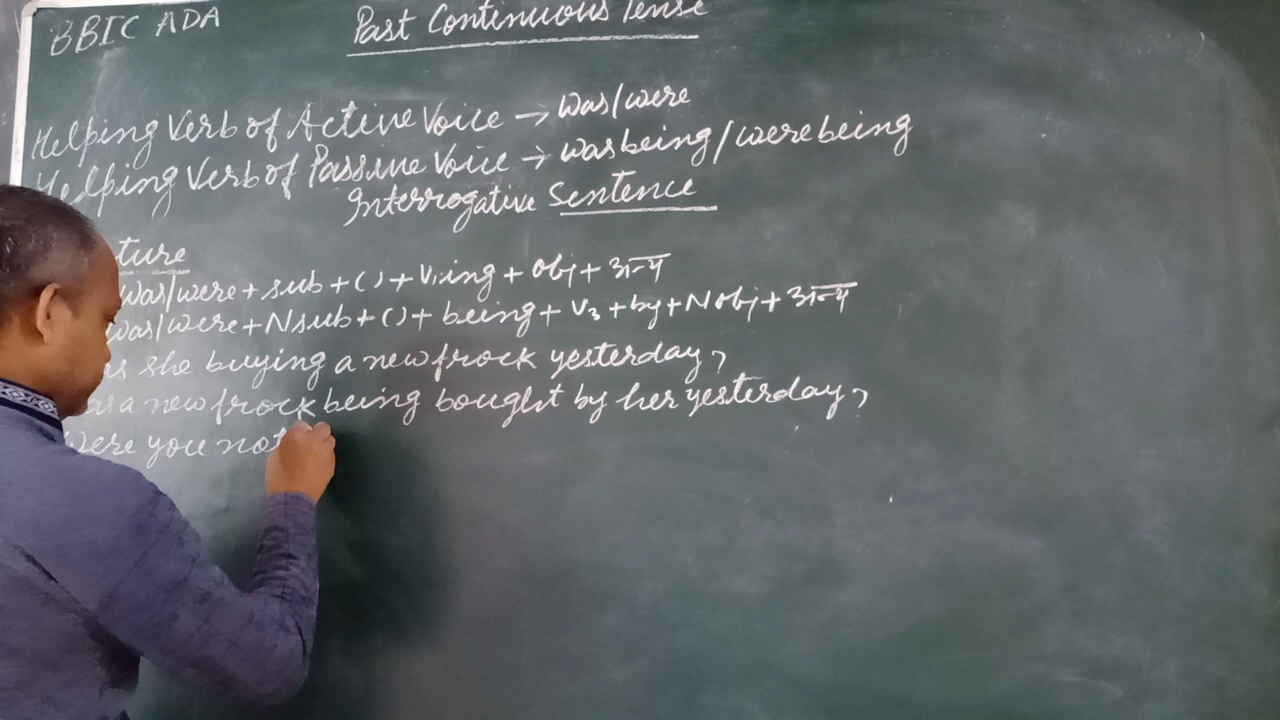 BBIC ADA
Past Continuous Tense
Helping Verb of Active Voice → was/were
Helping Verb of Passive Voice → was being/were being
Interrogative Sentence
ture
was/were + sub + ( ) + V₁ing + Obj + अन्य
was/were + N sub + ( ) + being + V₃ + by + N obj + अन्य
she buying a new frock yesterday?
a new frock being bought by her yesterday?
were you not